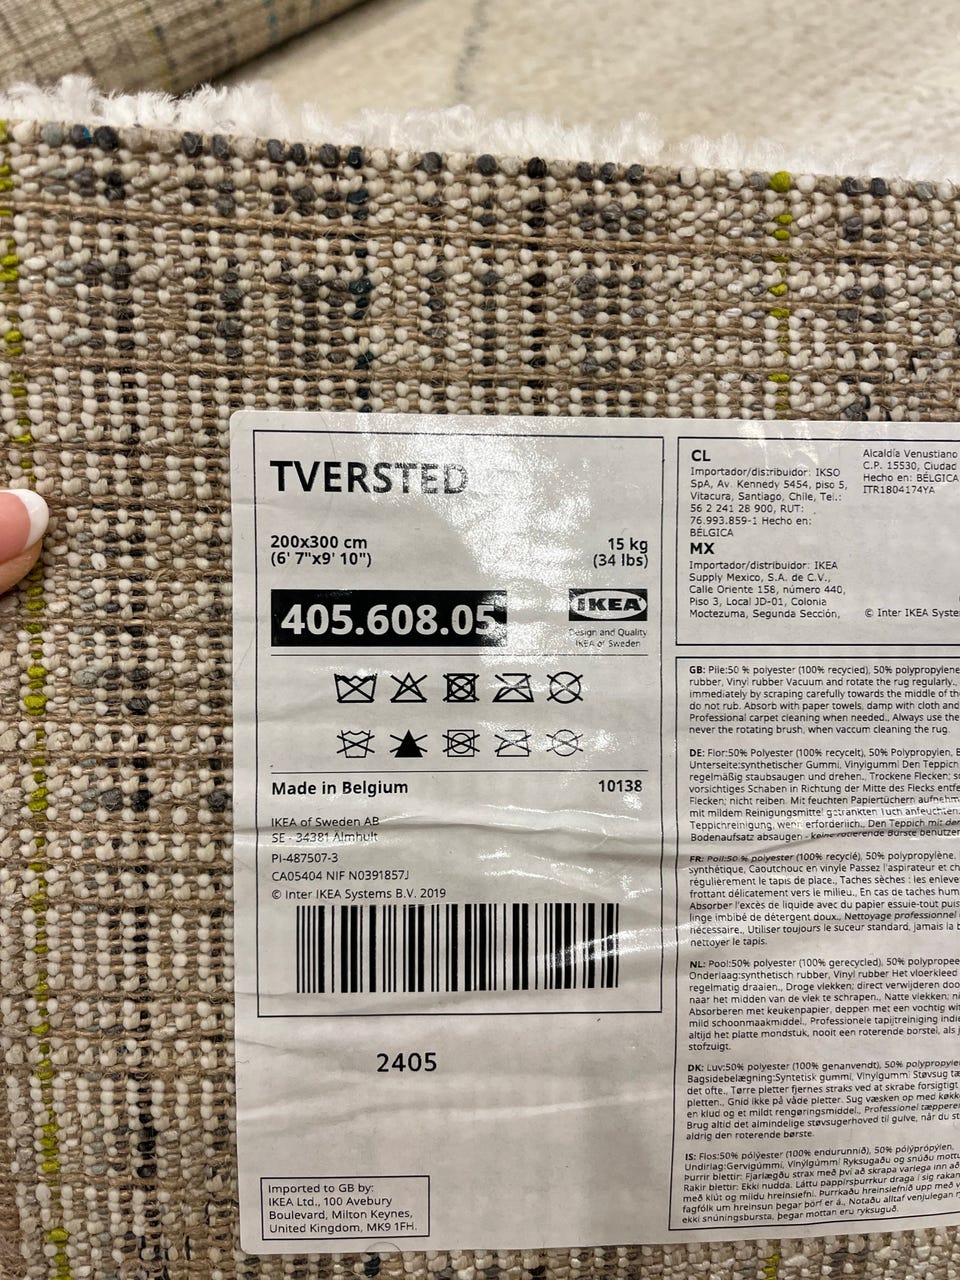 TVERSTED
200x300 cm
(6' 7"x9' 10")
15 kg
(34 lbs)
405.608.05
IKEA
Design and Quality
IKEA of Sweden
Made in Belgium
10138
IKEA of Sweden AB
SE - 34381 Älmhult
PI-487507-3
CA05404 NIF N0391857J
© Inter IKEA Systems B.V. 2019
2405
Imported to GB by:
IKEA Ltd., 100 Avebury
Boulevard, Milton Keynes,
United Kingdom, MK9 1FH.
CL
Importador/distribuidor: IKSO
SpA, Av. Kennedy 5454, piso 5,
Vitacura, Santiago, Chile, Tel.:
56 2 241 28 900, RUT:
76.993.859-1 Hecho en:
BÉLGICA
MX
Importador/distribuidor: IKEA
Supply Mexico, S.A. de C.V.,
Calle Oriente 158, número 440,
Piso 3, Local JD-01, Colonia
Moctezuma, Segunda Sección,
Alcaldía Venustiano
C.P. 15530, Ciudad
Hecho en: BÉLGICA
ITR1804174YA
© Inter IKEA Syste
GB: Pile:50 % polyester (100% recycled), 50% polypropylene
rubber, Vinyl rubber Vacuum and rotate the rug regularly.,
immediately by scraping carefully towards the middle of the
do not rub. Absorb with paper towels, damp with cloth and
Professional carpet cleaning when needed., Always use the
never the rotating brush, when vaccum cleaning the rug.
DE: Flor:50% Polyester (100% recycelt), 50% Polypropylen,
Unterseite:synthetischer Gummi, Vinylgummi Den Teppich
regelmäßig staubsaugen und drehen., Trockene Flecken;
vorsichtiges Schaben in Richtung der Mitte des Flecks
Flecken; nicht reiben. Mit feuchten Papiertüchern
mit mildem Reinigungsmittel getränkten Tuch anfeuchten.
Teppichreinigung, wenn erforderlich., Den Teppich mit dem
Bodenaufsatz absaugen - keine rotierende Bürste benutzen
FR: Poil:50 % polyester (100% recyclé), 50% polypropylène.
synthétique, Caoutchouc en vinyle Passez l'aspirateur et
régulièrement le tapis de place., Taches sèches : les
frottant délicatement vers le milieu., En cas de taches
Absorber l'excès de liquide avec du papier essuie-tout
linge imbibé de détergent doux., Nettoyage professionnel
nécessaire., Utiliser toujours le suceur standard, jamais la
nettoyer le tapis.
NL: Pool:50% polyester (100% gerecycled), 50%
Onderlaag:synthetisch rubber, Vinyl rubber Het vloerkleed
regelmatig draaien., Droge vlekken; direct verwijderen
naar het midden van de vlek te schrapen., Natte vlekken;
Absorberen met keukenpapier, deppen met een vochtig
mild schoonmaakmiddel., Professionele tapijtreiniging
altijd het platte mondstuk, nooit een roterende borstel, als
stofzuigt.
DK: Luv:50% polyester (100% genanvendt), 50%
Bagsidebelægning:Syntetisk gummi, Vinylgummi Støvsug
det ofte., Tørre pletter fjernes straks ved at skrabe forsigtigt
pletten., Gnid ikke på våde pletter. Sug væsken op med
en klud og et mildt rengøringsmiddel., Professionel
Brug altid det almindelige støvsugerhoved til gulve, når du
aldrig den roterende børste.
IS: Flos:50% pólýester (100% endurunnið), 50% pólýprópýlen.
Undirlag:Gervigúmmí, Vínýlgúmmí Ryksugaðu og snúðu
Þurrir blettir: Fjarlægðu strax með því að skrapa varlega inn að
Rakir blettir: Ekki nudda. Láttu pappírsþurrkur draga í sig
með klút og mildu hreinsiefni. Þurrkaðu hreinsiefnið upp með
fagfólk um hreinsun þegar þörf er á., Notaðu alltaf venjulegan
ekki snúningsbursta, þegar mottan eru ryksuguð.